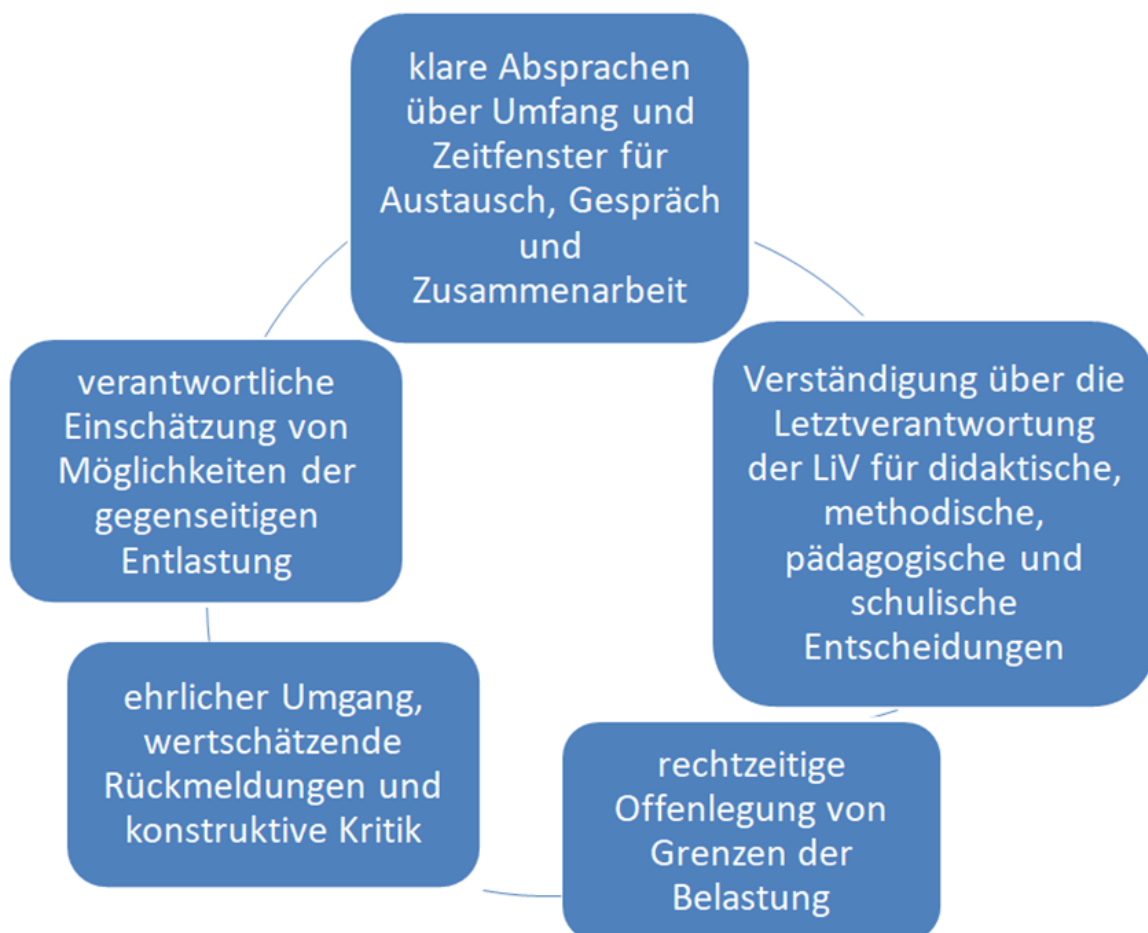 klare Absprachen
über Umfang und
Zeitfenster für
Austausch, Gespräch
und
Zusammenarbeit
Verständigung über die
Letztverantwortung
der LiV für didaktische,
methodische,
pädagogische und
schulische
Entscheidungen
rechtzeitige
Offenlegung von
Grenzen der
Belastung
ehrlicher Umgang,
wertschätzende
Rückmeldungen und
konstruktive Kritik
verantwortliche
Einschätzung von
Möglichkeiten der
gegenseitigen
Entlastung